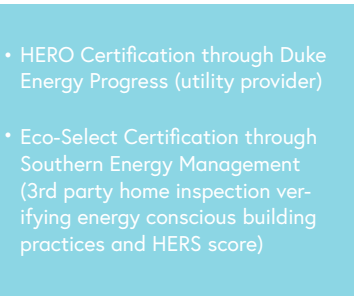 • HERO Certification through Duke
Energy Progress (utility provider)
• Eco-Select Certification through
Southern Energy Management
(3rd party home inspection ver-
ifying energy conscious building
practices and HERS score)